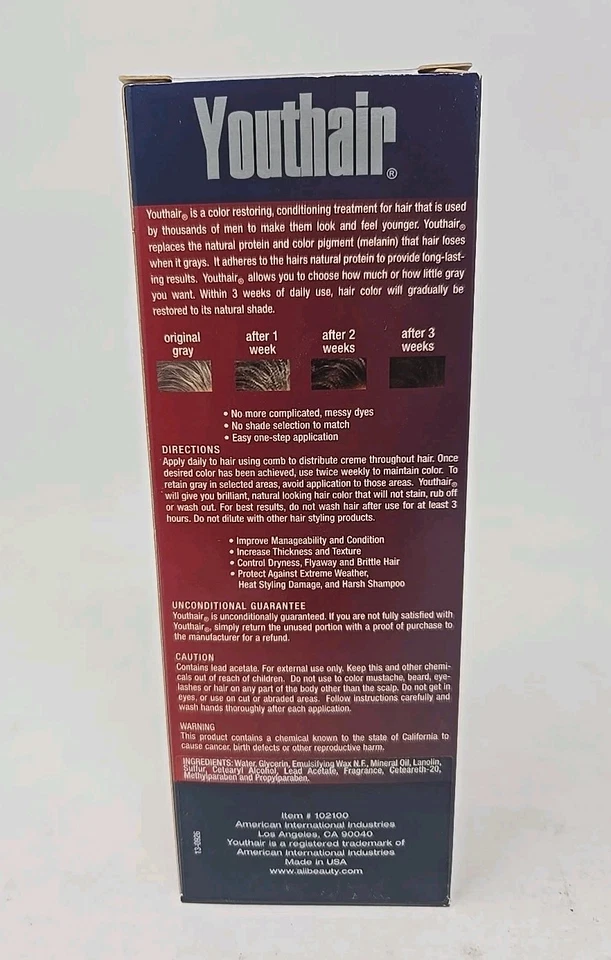 Youthair®
Youthair® is a color restoring, conditioning treatment for hair that is used
by thousands of men to make them look and feel younger. Youthair®
replaces the natural protein and color pigment (melanin) that hair loses
when it grays. It adheres to the hairs natural protein to provide long-last-
ing results. Youthair® allows you to choose how much or how little gray
you want. Within 3 weeks of daily use, hair color will gradually be
restored to its natural shade.
original gray
after 1 week
after 2 weeks
after 3 weeks
• No more complicated, messy dyes
• No shade selection to match
• Easy one-step application
DIRECTIONS
Apply daily to hair using comb to distribute creme throughout hair. Once
desired color has been achieved, use twice weekly to maintain color. To
retain gray in selected areas, avoid application to those areas. Youthair®
will give you brilliant, natural looking hair color that will not stain, rub off
or wash out. For best results, do not wash hair after use for at least 3
hours. Do not dilute with other hair styling products.
• Improve Manageability and Condition
• Increase Thickness and Texture
• Control Dryness, Flyaway and Brittle Hair
• Protect Against Extreme Weather,
Heat Styling Damage, and Harsh Shampoo
UNCONDITIONAL GUARANTEE
Youthair® is unconditionally guaranteed. If you are not fully satisfied with
Youthair®, simply return the unused portion with a proof of purchase to
the manufacturer for a refund.
CAUTION
Contains lead acetate. For external use only. Keep this and other chemi-
cals out of reach of children. Do not use to color mustache, beard, eye-
lashes or hair on any part of the body other than the scalp. Do not get in
eyes, or use on cut or abraded areas. Follow instructions carefully and
wash hands thoroughly after each application.
WARNING
This product contains a chemical known to the state of California to
cause cancer, birth defects or other reproductive harm.
INGREDIENTS: Water, Glycerin, Emulsifying Wax N.F., Mineral Oil, Lanolin,
Sulfur, Cetearyl Alcohol, Lead Acetate, Fragrance, Ceteareth-20,
Methylparaben and Propylparaben.
Item # 102100
American International Industries
Los Angeles, CA 90040
Youthair is a registered trademark of
American International Industries
Made in USA
www.aiibeauty.com
13-0926